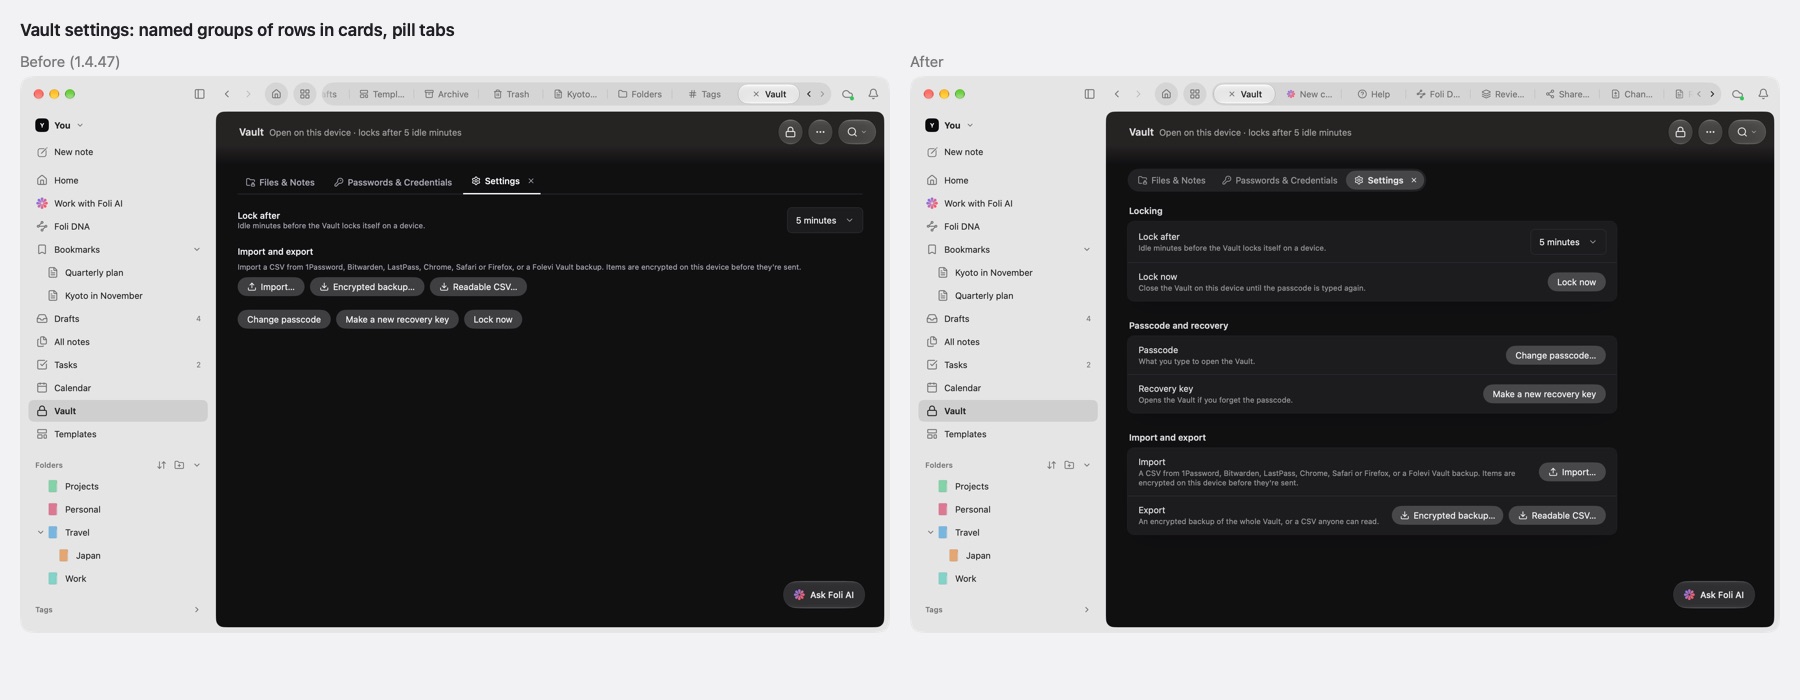 Vault settings: named groups of rows in cards, pill tabs
Before (1.4.47)
Templ...
Archive
Trash
Kyoto...
Folders
# Tags
× Vault
Y You
New note
Home
Work with Foli AI
Foli DNA
Bookmarks
Quarterly plan
Kyoto in November
Drafts 4
All notes
Tasks 2
Calendar
Vault
Templates
Folders
Projects
Personal
Travel
Japan
Work
Tags
Vault Open on this device · locks after 5 idle minutes
Files & Notes
Passwords & Credentials
Settings ×
Lock after
Idle minutes before the Vault locks itself on a device.
5 minutes
Import and export
Import a CSV from 1Password, Bitwarden, LastPass, Chrome, Safari or Firefox, or a Folevi Vault backup. Items are encrypted on this device before they're sent.
Import...
Encrypted backup...
Readable CSV...
Change passcode
Make a new recovery key
Lock now
Ask Foli AI
After
× Vault
New c...
Help
Foli D...
Revie...
Share...
Chan...
Y You
New note
Home
Work with Foli AI
Foli DNA
Bookmarks
Kyoto in November
Quarterly plan
Drafts 4
All notes
Tasks 2
Calendar
Vault
Templates
Folders
Projects
Personal
Travel
Japan
Work
Tags
Vault Open on this device · locks after 5 idle minutes
Files & Notes
Passwords & Credentials
Settings ×
Locking
Lock after
Idle minutes before the Vault locks itself on a device.
5 minutes
Lock now
Close the Vault on this device until the passcode is typed again.
Lock now
Passcode and recovery
Passcode
What you type to open the Vault.
Change passcode...
Recovery key
Opens the Vault if you forget the passcode.
Make a new recovery key
Import and export
Import
A CSV from 1Password, Bitwarden, LastPass, Chrome, Safari or Firefox, or a Folevi Vault backup. Items are
encrypted on this device before they're sent.
Import...
Export
An encrypted backup of the whole Vault, or a CSV anyone can read.
Encrypted backup...
Readable CSV...
Ask Foli AI